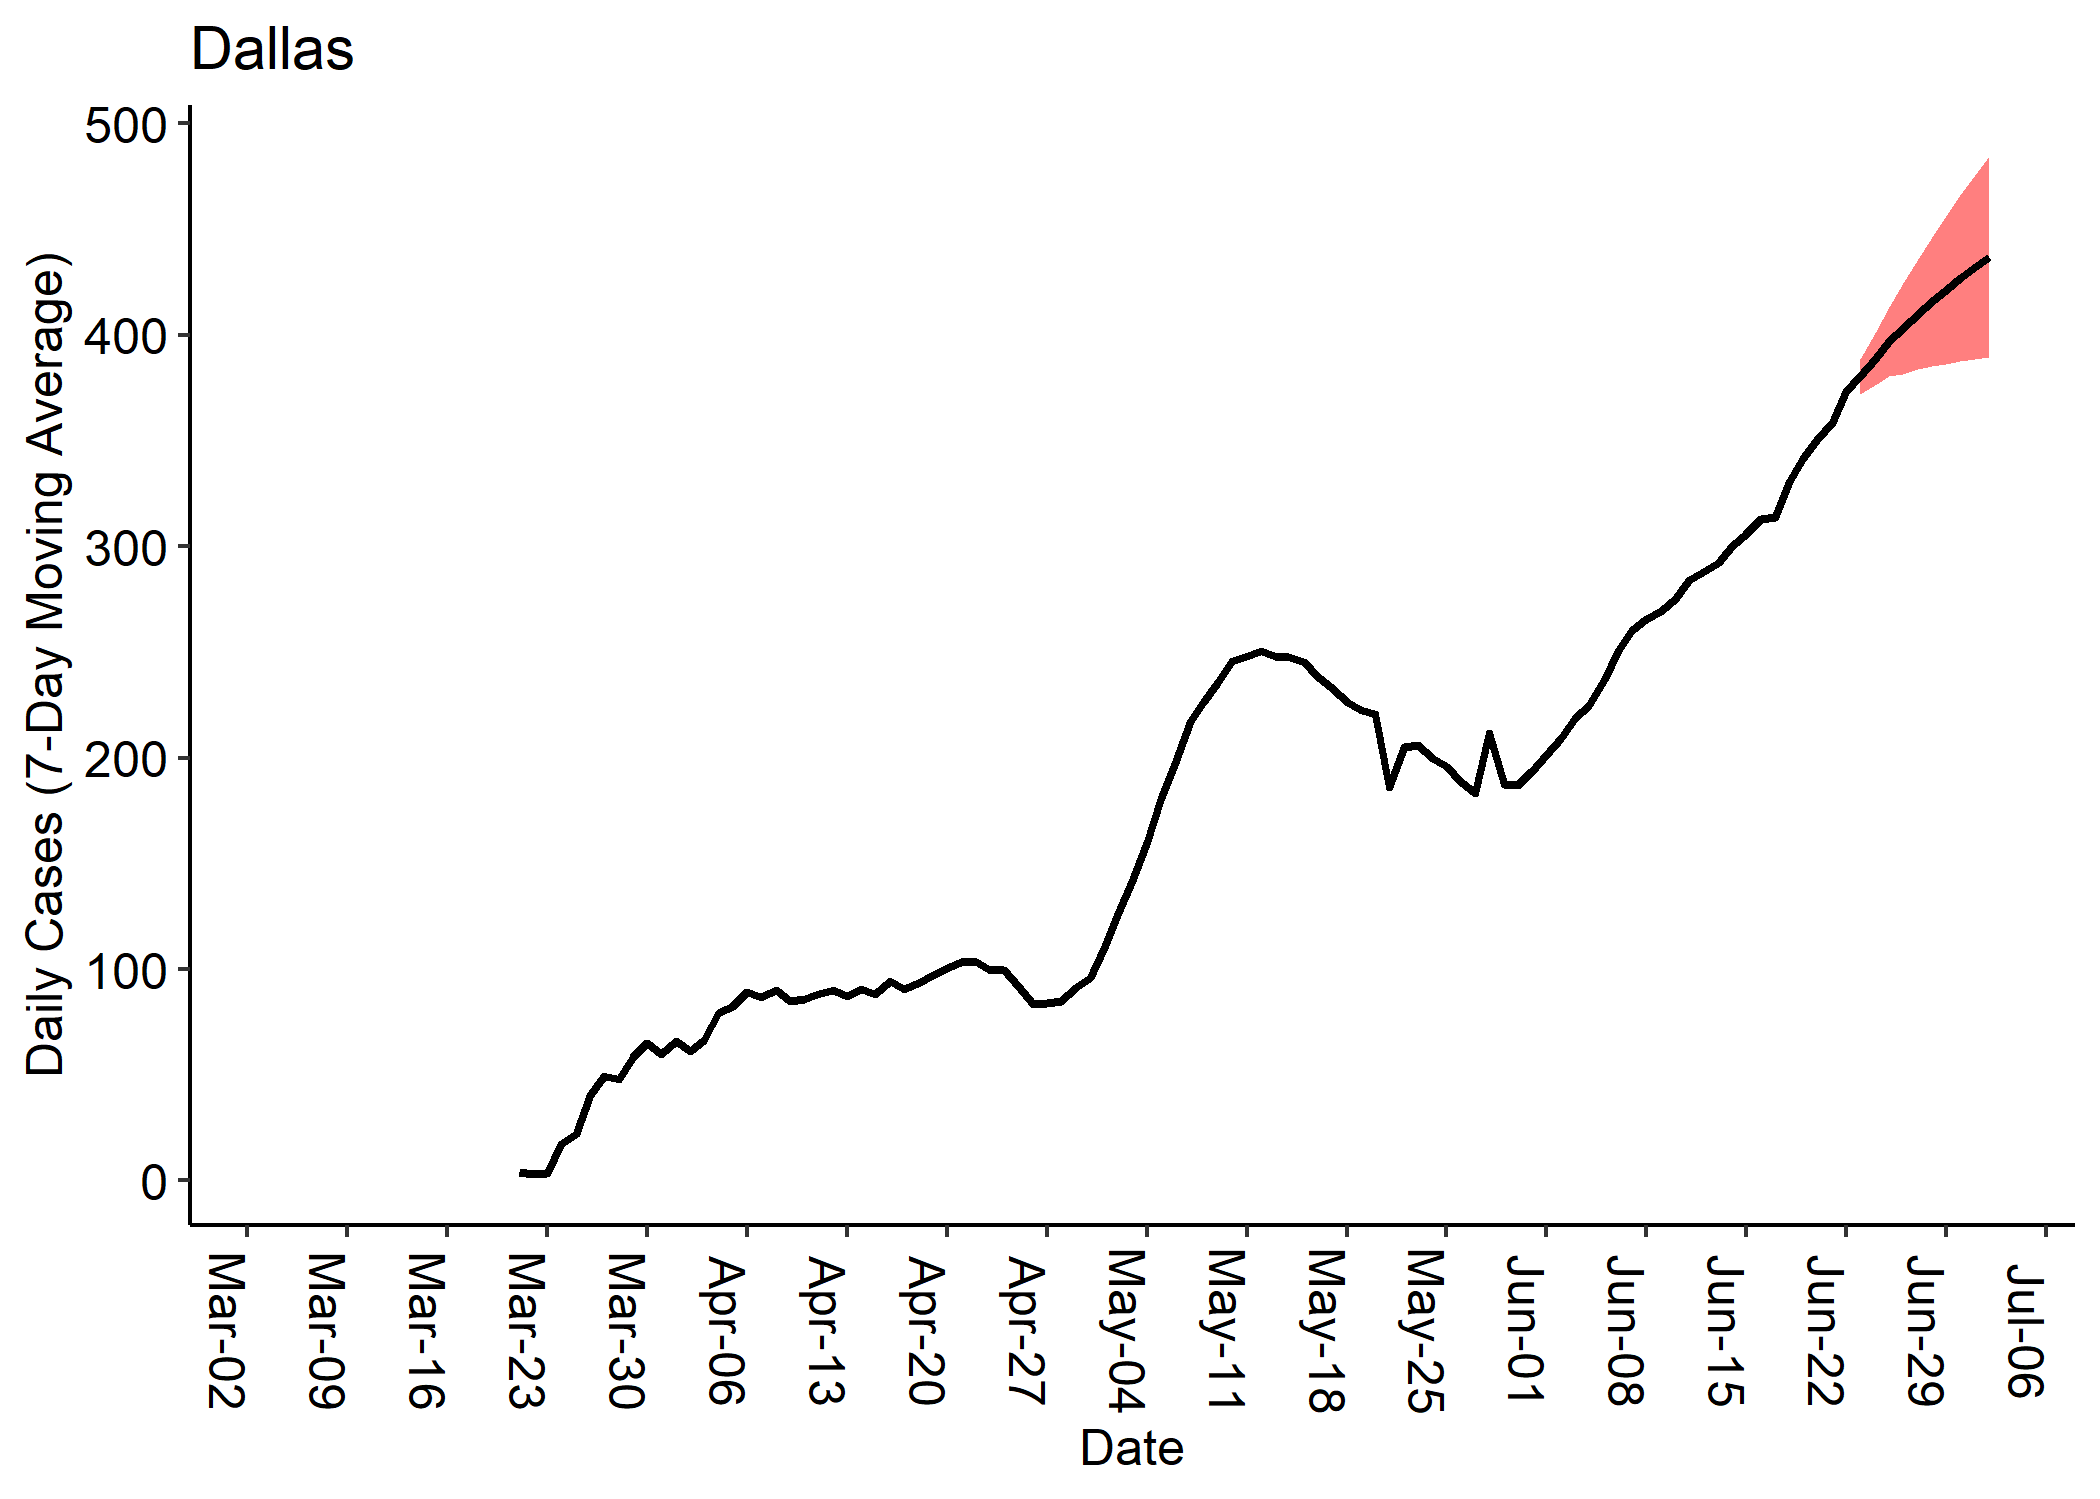 Dallas
Daily Cases (7-Day Moving Average)
500
400
300
200
100
0
Mar-02
Mar-09
Mar-16
Mar-23
Mar-30
Apr-06
Apr-13
Apr-20
Apr-27
May-04
May-11
May-18
May-25
Jun-01
Jun-08
Jun-15
Jun-22
Jun-29
Jul-06
Date